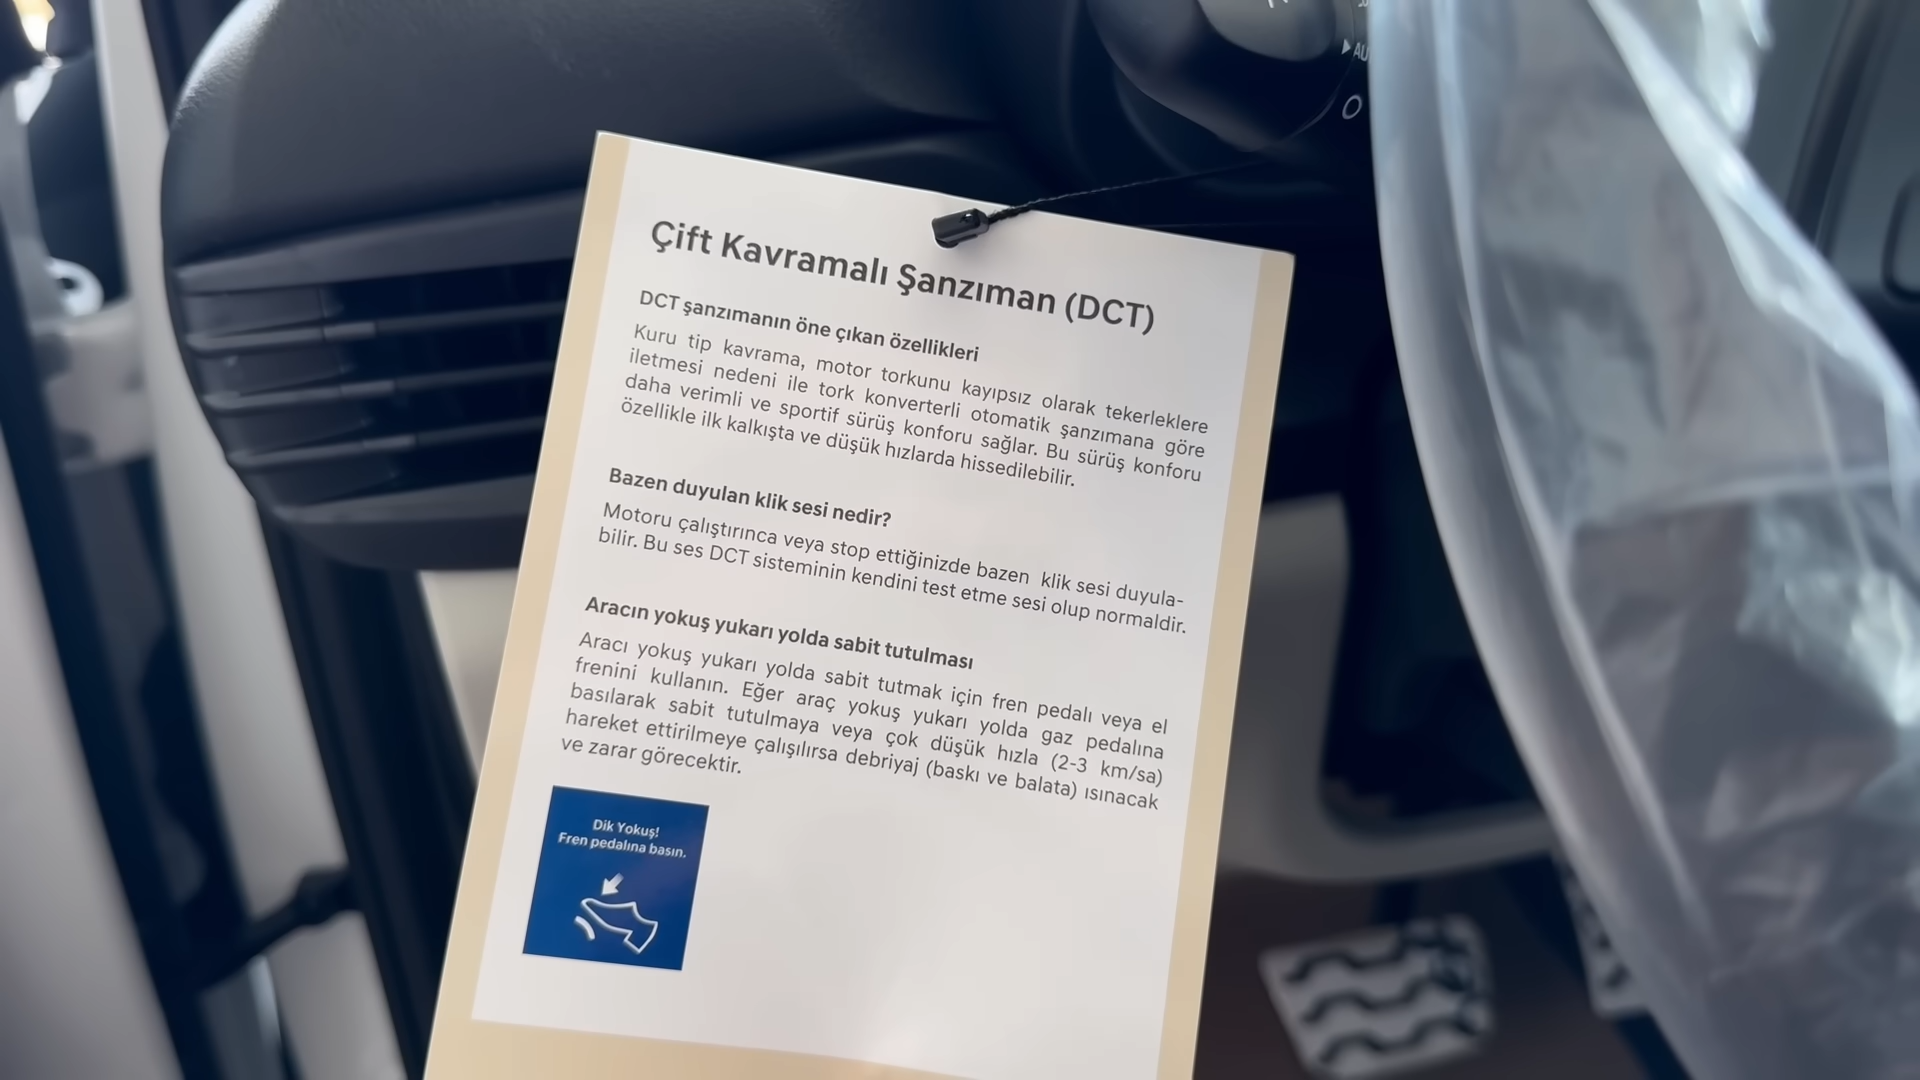 AU
Çift Kavramalı Şanzıman (DCT)
DCT şanzımanın öne çıkan özellikleri
Kuru tip kavrama, motor torkunu kayıpsız olarak tekerleklere
iletmesi nedeni ile tork konverterli otomatik şanzımana göre
daha verimli ve sportif sürüş konforu sağlar. Bu sürüş konforu
özellikle ilk kalkışta ve düşük hızlarda hissedilebilir.
Bazen duyulan klik sesi nedir?
Motoru çalıştırınca veya stop ettiğinizde bazen klik sesi duyula-
bilir. Bu ses DCT sisteminin kendini test etme sesi olup normaldir.
Aracın yokuş yukarı yolda sabit tutulması
Aracı yokuş yukarı yolda sabit tutmak için fren pedalı veya el
frenini kullanın. Eğer araç yokuş yukarı yolda gaz pedalına
basılarak sabit tutulmaya veya çok düşük hızla (2-3 km/sa)
hareket ettirilmeye çalışılırsa debriyaj (baskı ve balata) ısınacak
ve zarar görecektir.
Dik Yokuş!
Fren pedalına basın.